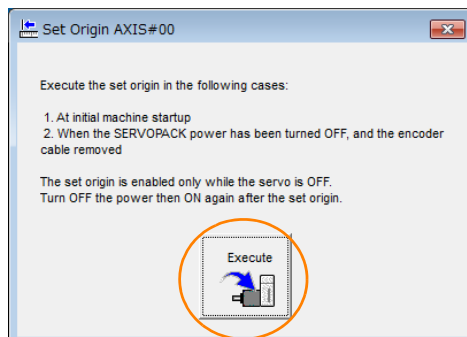 Set Origin AXIS#00
Execute the set origin in the following cases:
1. At initial machine startup
2. When the SERVOPACK power has been turned OFF, and the encoder
cable removed
The set origin is enabled only while the servo is OFF.
Turn OFF the power then ON again after the set origin.
Execute